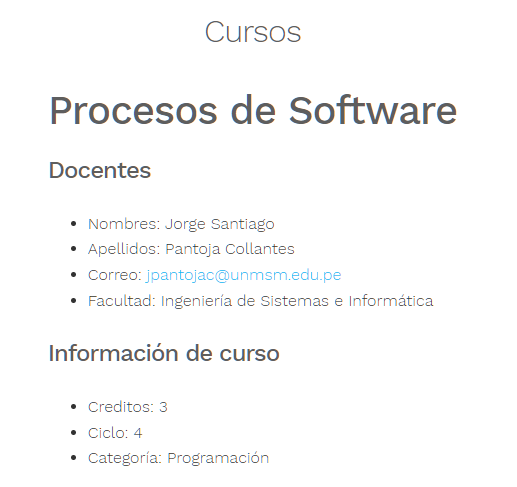 Cursos
Procesos de Software
Docentes
Nombres: Jorge Santiago
Apellidos: Pantoja Collantes
Correo: jpantojac@unmsm.edu.pe
Facultad: Ingeniería de Sistemas e Informática
Información de curso
Creditos: 3
Ciclo: 4
Categoría: Programación